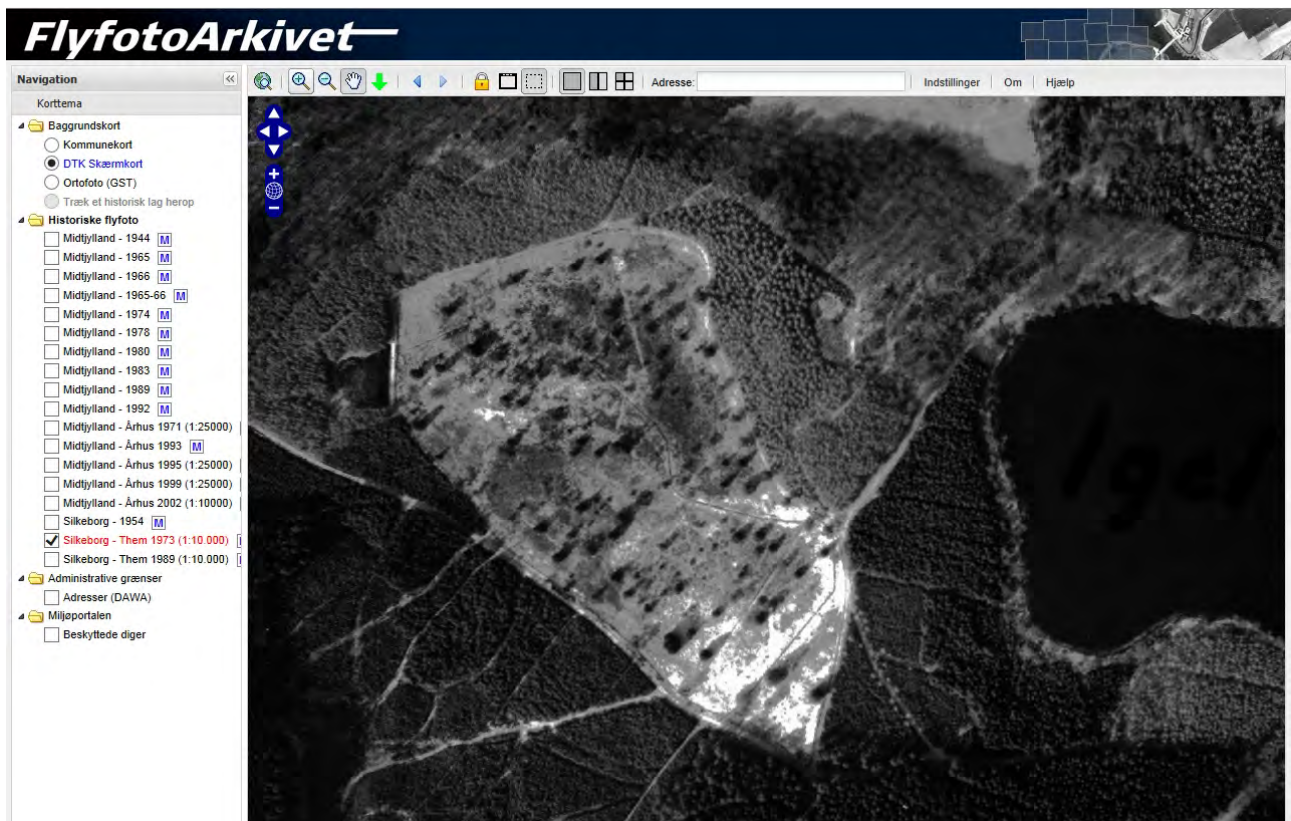 FlyfotoArkivet
Navigation
Adresse:
Indstillinger
Om
Hjælp
Korttema
Baggrundskort
Kommunekort
DTK Skærmkort
Ortofoto (GST)
Træk et historisk lag herop
Historiske flyfoto
Midtjylland - 1944 M
Midtjylland - 1965 M
Midtjylland - 1966 M
Midtjylland - 1965-66 M
Midtjylland - 1974 M
Midtjylland - 1978 M
Midtjylland - 1980 M
Midtjylland - 1983 M
Midtjylland - 1989 M
Midtjylland - 1992 M
Midtjylland - Århus 1971 (1:25000)
Midtjylland - Århus 1993 M
Midtjylland - Århus 1995 (1:25000)
Midtjylland - Århus 1999 (1:25000)
Midtjylland - Århus 2002 (1:10000)
Silkeborg - 1954 M
Silkeborg - Them 1973 (1:10.000)
Silkeborg - Them 1989 (1:10.000)
Administrative grænser
Adresser (DAWA)
Miljøportalen
Beskyttede diger